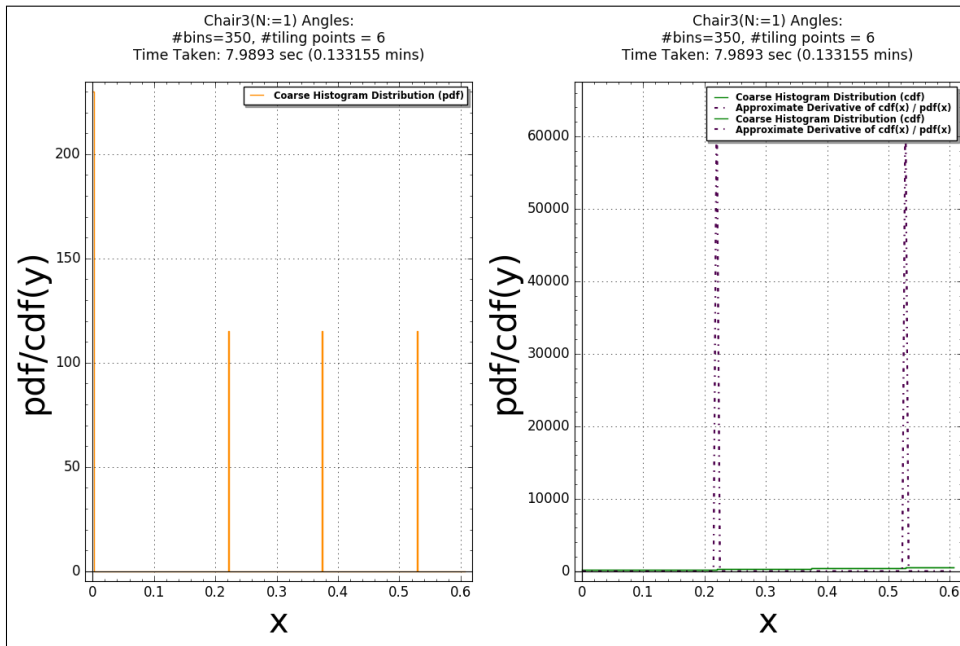 Chair3(N:=1) Angles:
#bins=350, #tiling points = 6
Time Taken: 7.9893 sec (0.133155 mins)
Coarse Histogram Distribution (pdf)
200
150
100
50
0
pdf/cdf(y)
0 0.1 0.2 0.3 0.4 0.5 0.6
x
Chair3(N:=1) Angles:
#bins=350, #tiling points = 6
Time Taken: 7.9893 sec (0.133155 mins)
Coarse Histogram Distribution (cdf)
Approximate Derivative of cdf(x) / pdf(x)
Coarse Histogram Distribution (cdf)
Approximate Derivative of cdf(x) / pdf(x)
60000
50000
40000
30000
20000
10000
0
pdf/cdf(y)
0 0.1 0.2 0.3 0.4 0.5 0.6
x